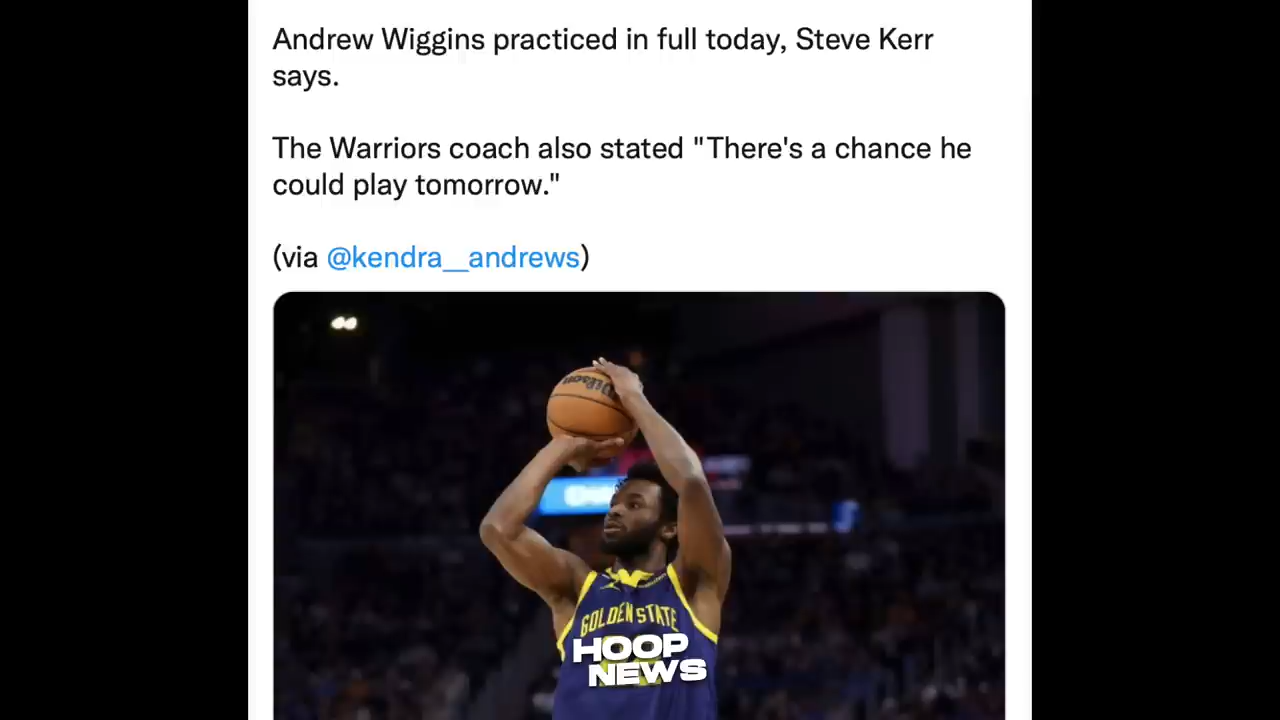 Andrew Wiggins practiced in full today, Steve Kerr
says.
The Warriors coach also stated "There's a chance he
could play tomorrow."
(via @kendra__andrews)
Wilson
GOLDEN STATE
HOOP
NEWS